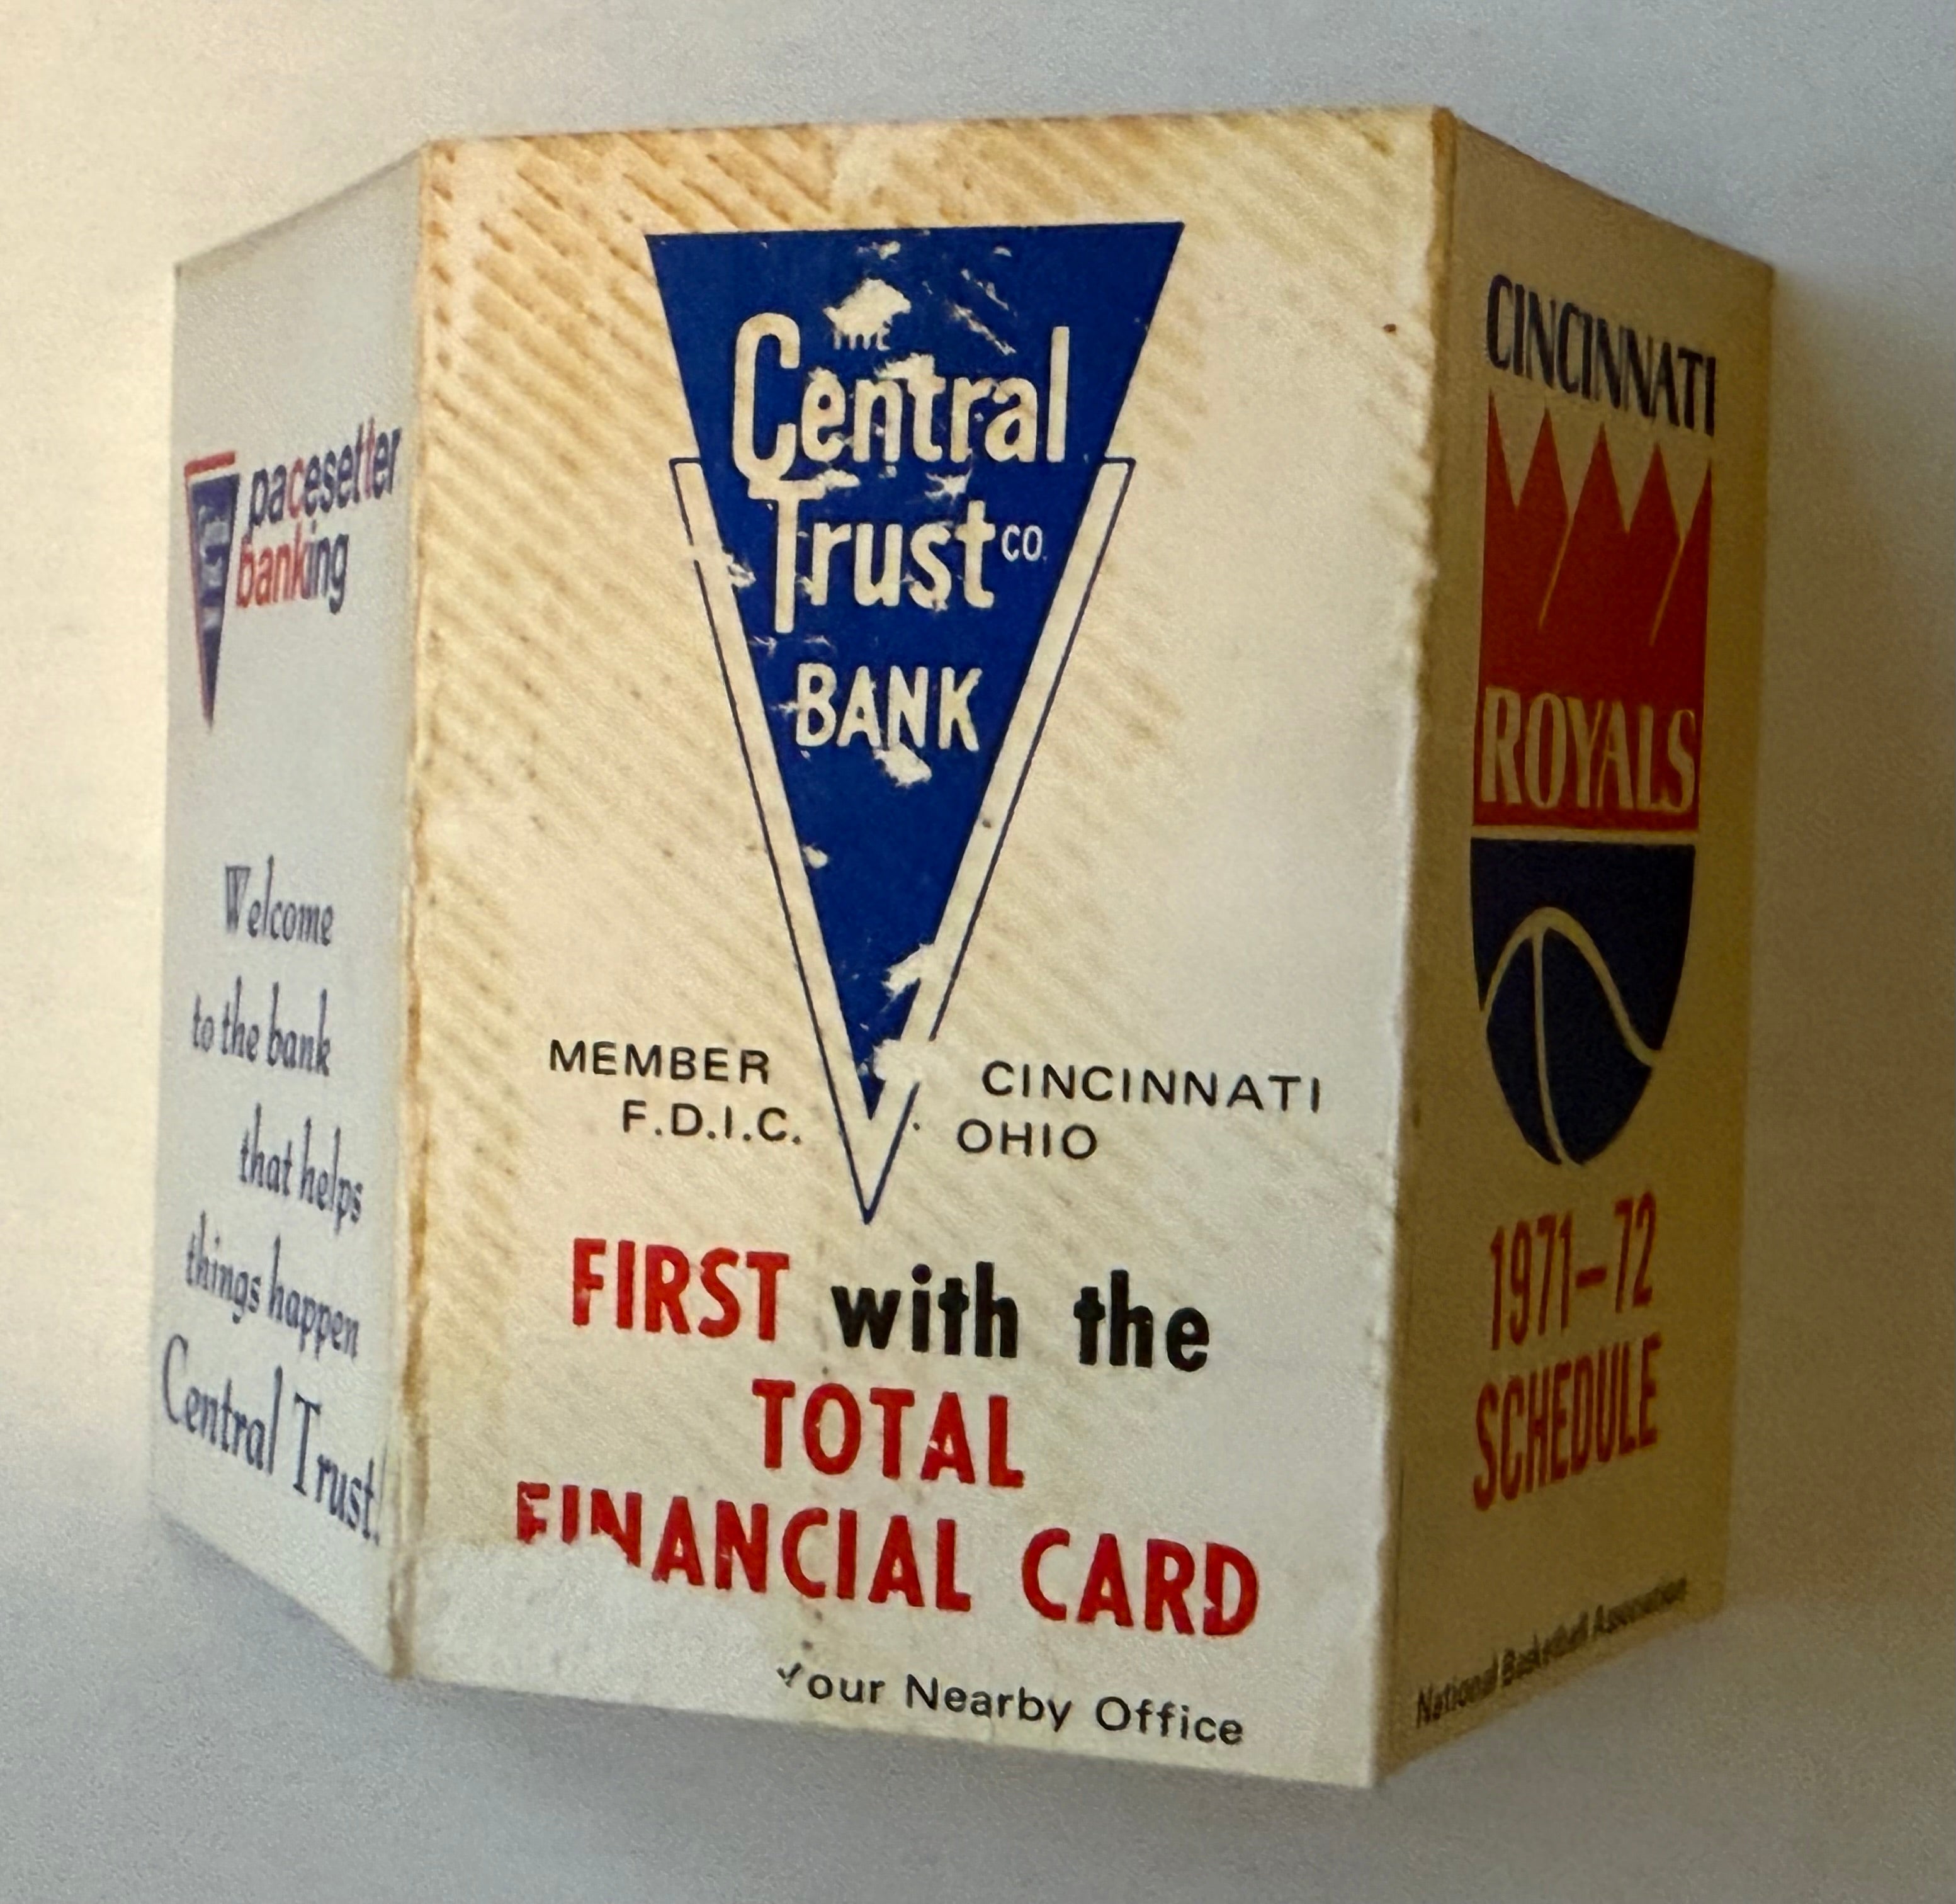 pacesetter
banking
Welcome
to the bank
that helps
things happen
Central Trust!
THE
Central
Trust CO.
BANK
MEMBER
F.D.I.C.
CINCINNATI
OHIO
FIRST with the
TOTAL
FINANCIAL CARD
Your Nearby Office
CINCINNATI
ROYALS
1971-72
SCHEDULE
National Basketball Association